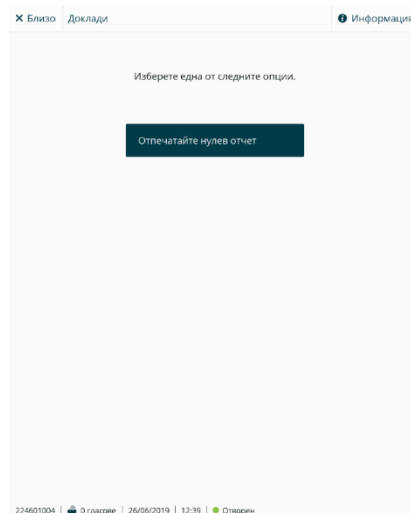 ✕ Близо | Доклади | Информация
Изберете една от следните опции.
Отпечатайте нулев отчет
224601004 | 0 гласове | 26/06/2019 | 12:39 | Отворен